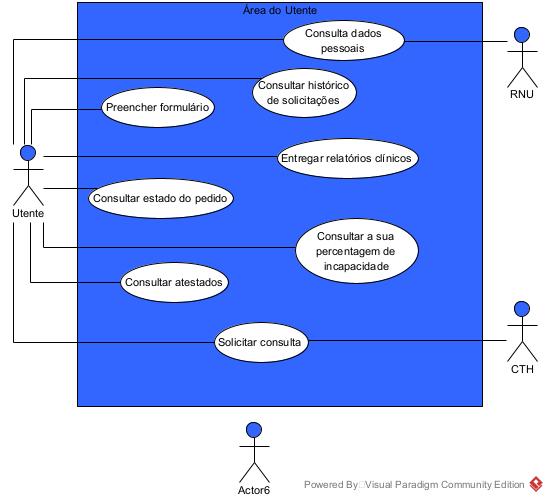 Área do Utente
Consulta dados
pessoais
RNU
Consultar histórico
de solicitações
Preencher formulário
Entregar relatórios clínicos
Utente
Consultar estado do pedido
Consultar a sua
percentagem de
incapacidade
Consultar atestados
Solicitar consulta
CTH
Actor6
Powered By Visual Paradigm Community Edition